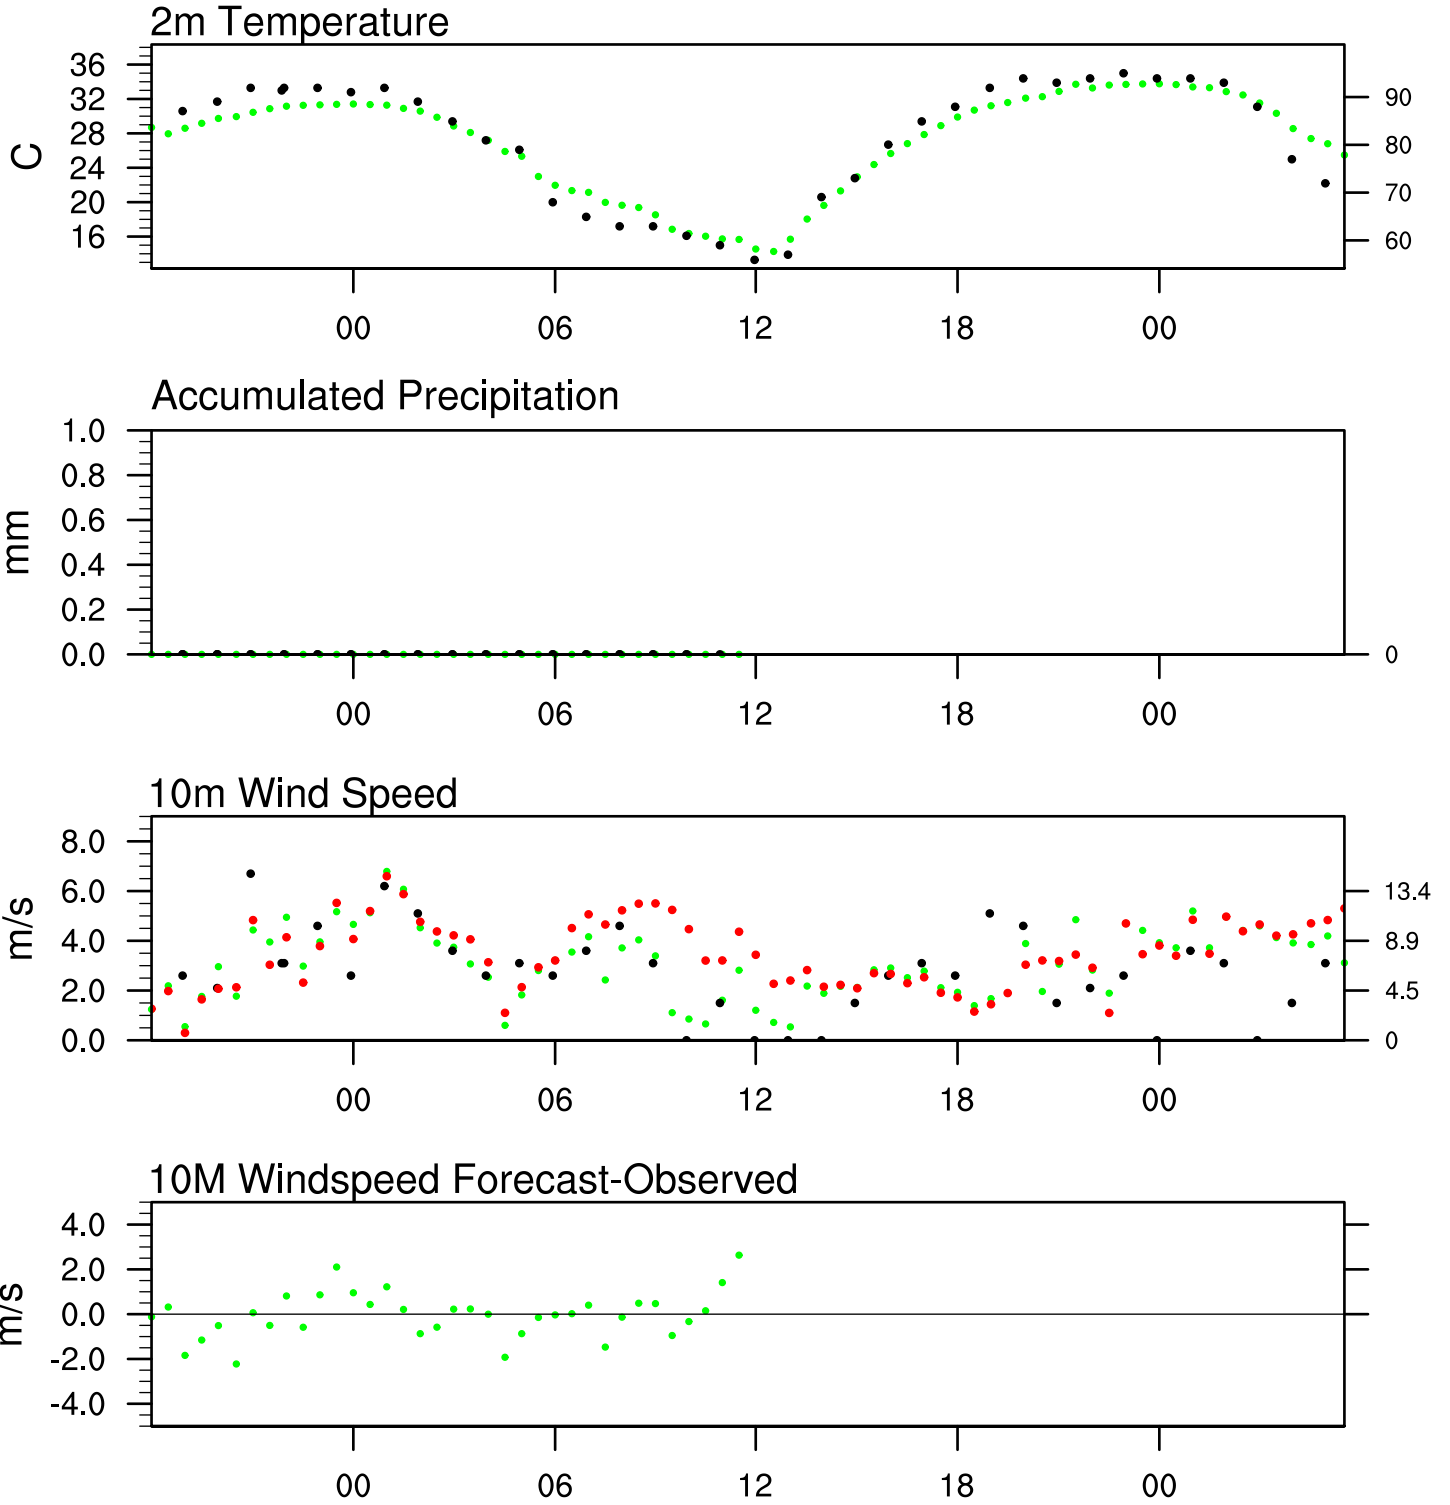 2m Temperature
36
32
28
24
20
16
C
90
80
70
60
00 06 12 18 00
Accumulated Precipitation
1.0
0.8
0.6
0.4
0.2
0.0
mm
0
00 06 12 18 00
10m Wind Speed
8.0
6.0
4.0
2.0
0.0
m/s
13.4
8.9
4.5
0
00 06 12 18 00
10M Windspeed Forecast-Observed
4.0
2.0
0.0
-2.0
-4.0
m/s
00 06 12 18 00